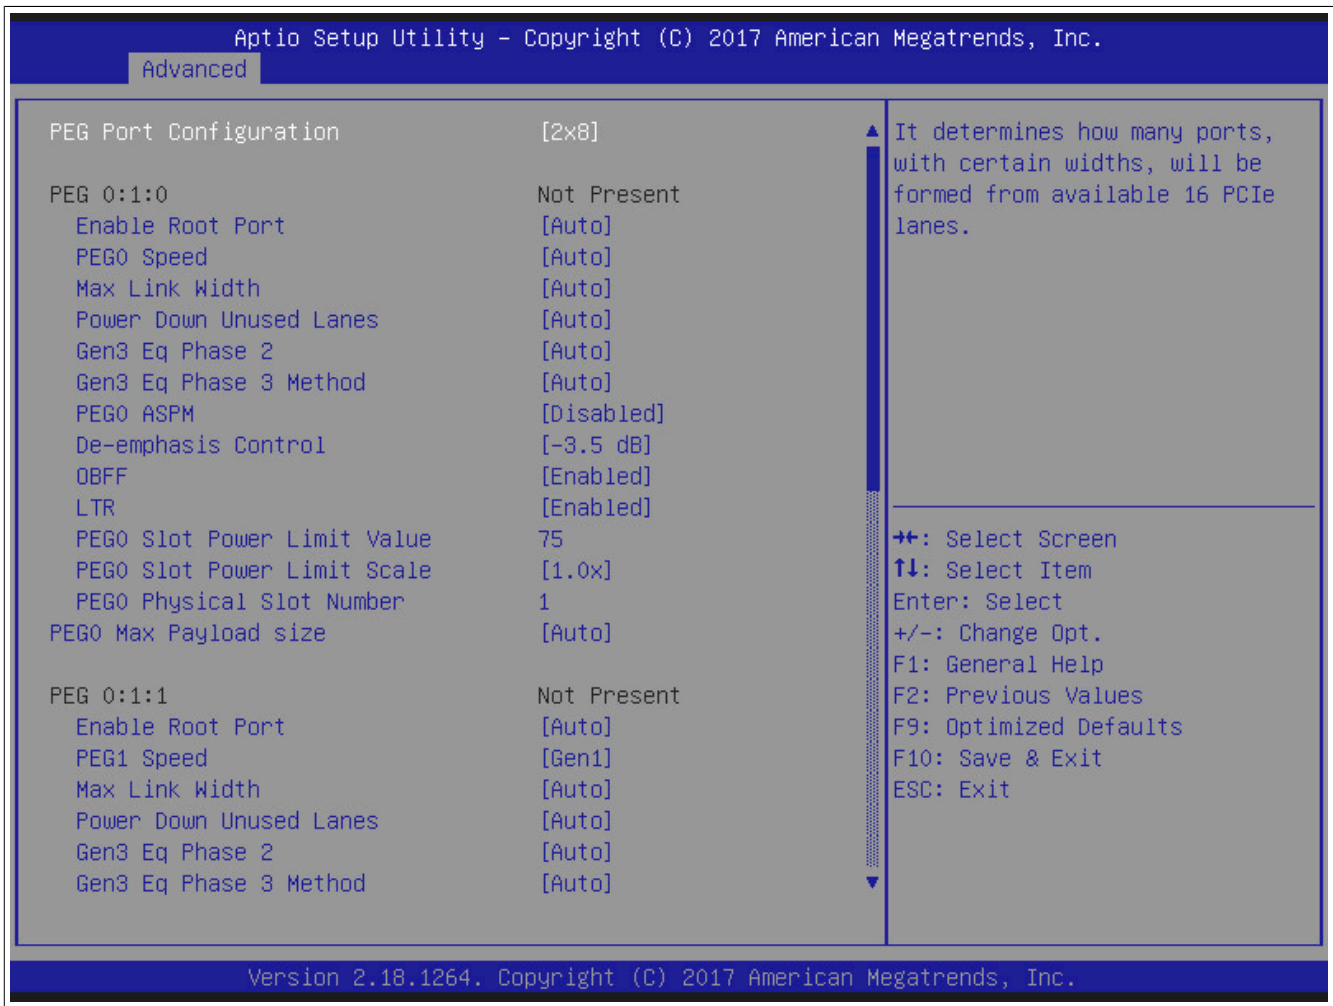 Aptio Setup Utility – Copyright (C) 2017 American Megatrends, Inc.
Advanced
PEG Port Configuration [2x8]
PEG 0:1:0 Not Present
Enable Root Port [Auto]
PEG0 Speed [Auto]
Max Link Width [Auto]
Power Down Unused Lanes [Auto]
Gen3 Eq Phase 2 [Auto]
Gen3 Eq Phase 3 Method [Auto]
PEG0 ASPM [Disabled]
De-emphasis Control [-3.5 dB]
OBFF [Enabled]
LTR [Enabled]
PEG0 Slot Power Limit Value 75
PEG0 Slot Power Limit Scale [1.0x]
PEG0 Physical Slot Number 1
PEG0 Max Payload size [Auto]
PEG 0:1:1 Not Present
Enable Root Port [Auto]
PEG1 Speed [Gen1]
Max Link Width [Auto]
Power Down Unused Lanes [Auto]
Gen3 Eq Phase 2 [Auto]
Gen3 Eq Phase 3 Method [Auto]
It determines how many ports,
with certain widths, will be
formed from available 16 PCIe
lanes.
→←: Select Screen
↑↓: Select Item
Enter: Select
+/-: Change Opt.
F1: General Help
F2: Previous Values
F9: Optimized Defaults
F10: Save & Exit
ESC: Exit
Version 2.18.1264. Copyright (C) 2017 American Megatrends, Inc.